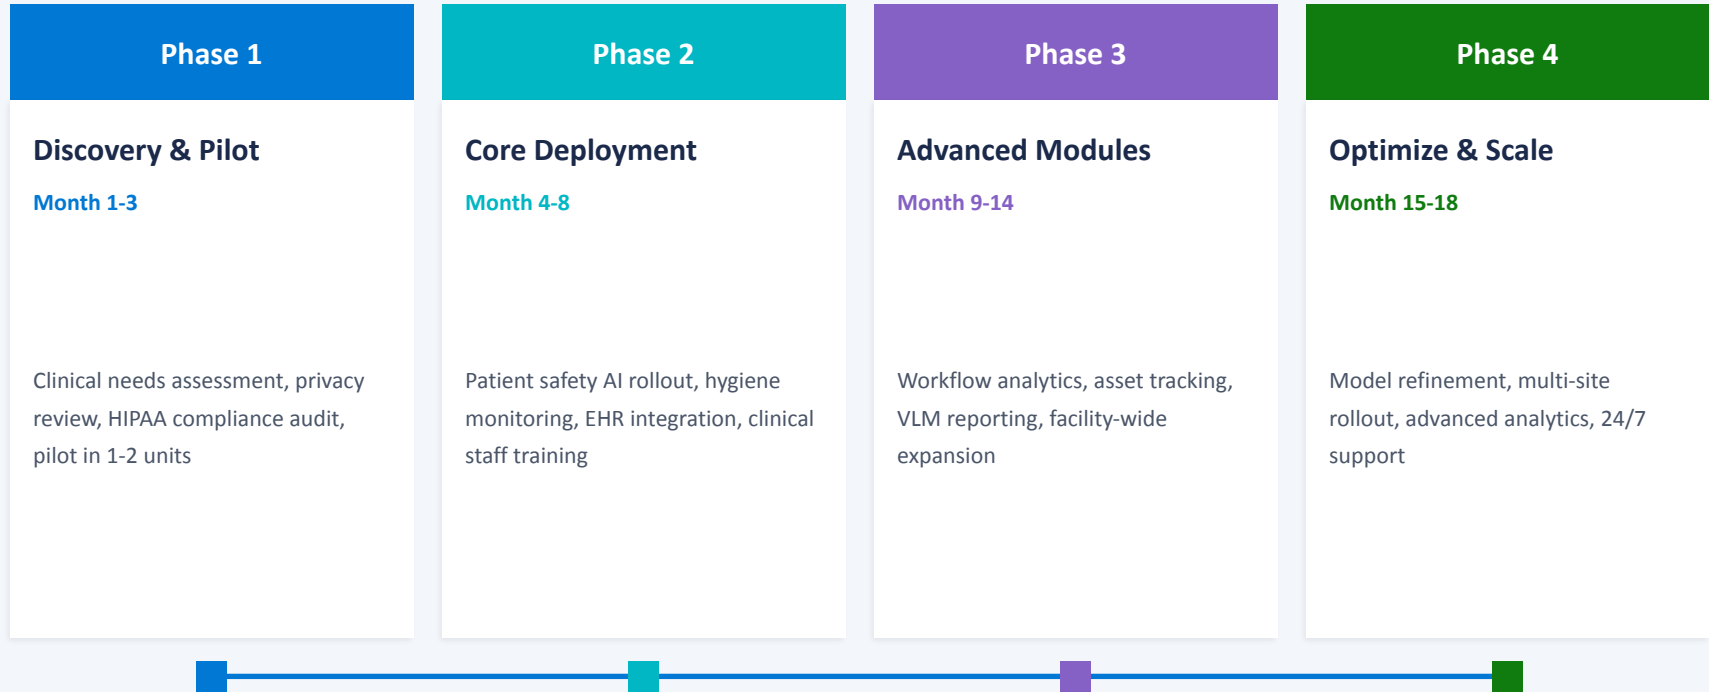 Phase 1
Discovery & Pilot
Month 1-3
Clinical needs assessment, privacy
review, HIPAA compliance audit,
pilot in 1-2 units
Phase 2
Core Deployment
Month 4-8
Patient safety AI rollout, hygiene
monitoring, EHR integration, clinical
staff training
Phase 3
Advanced Modules
Month 9-14
Workflow analytics, asset tracking,
VLM reporting, facility-wide
expansion
Phase 4
Optimize & Scale
Month 15-18
Model refinement, multi-site
rollout, advanced analytics, 24/7
support